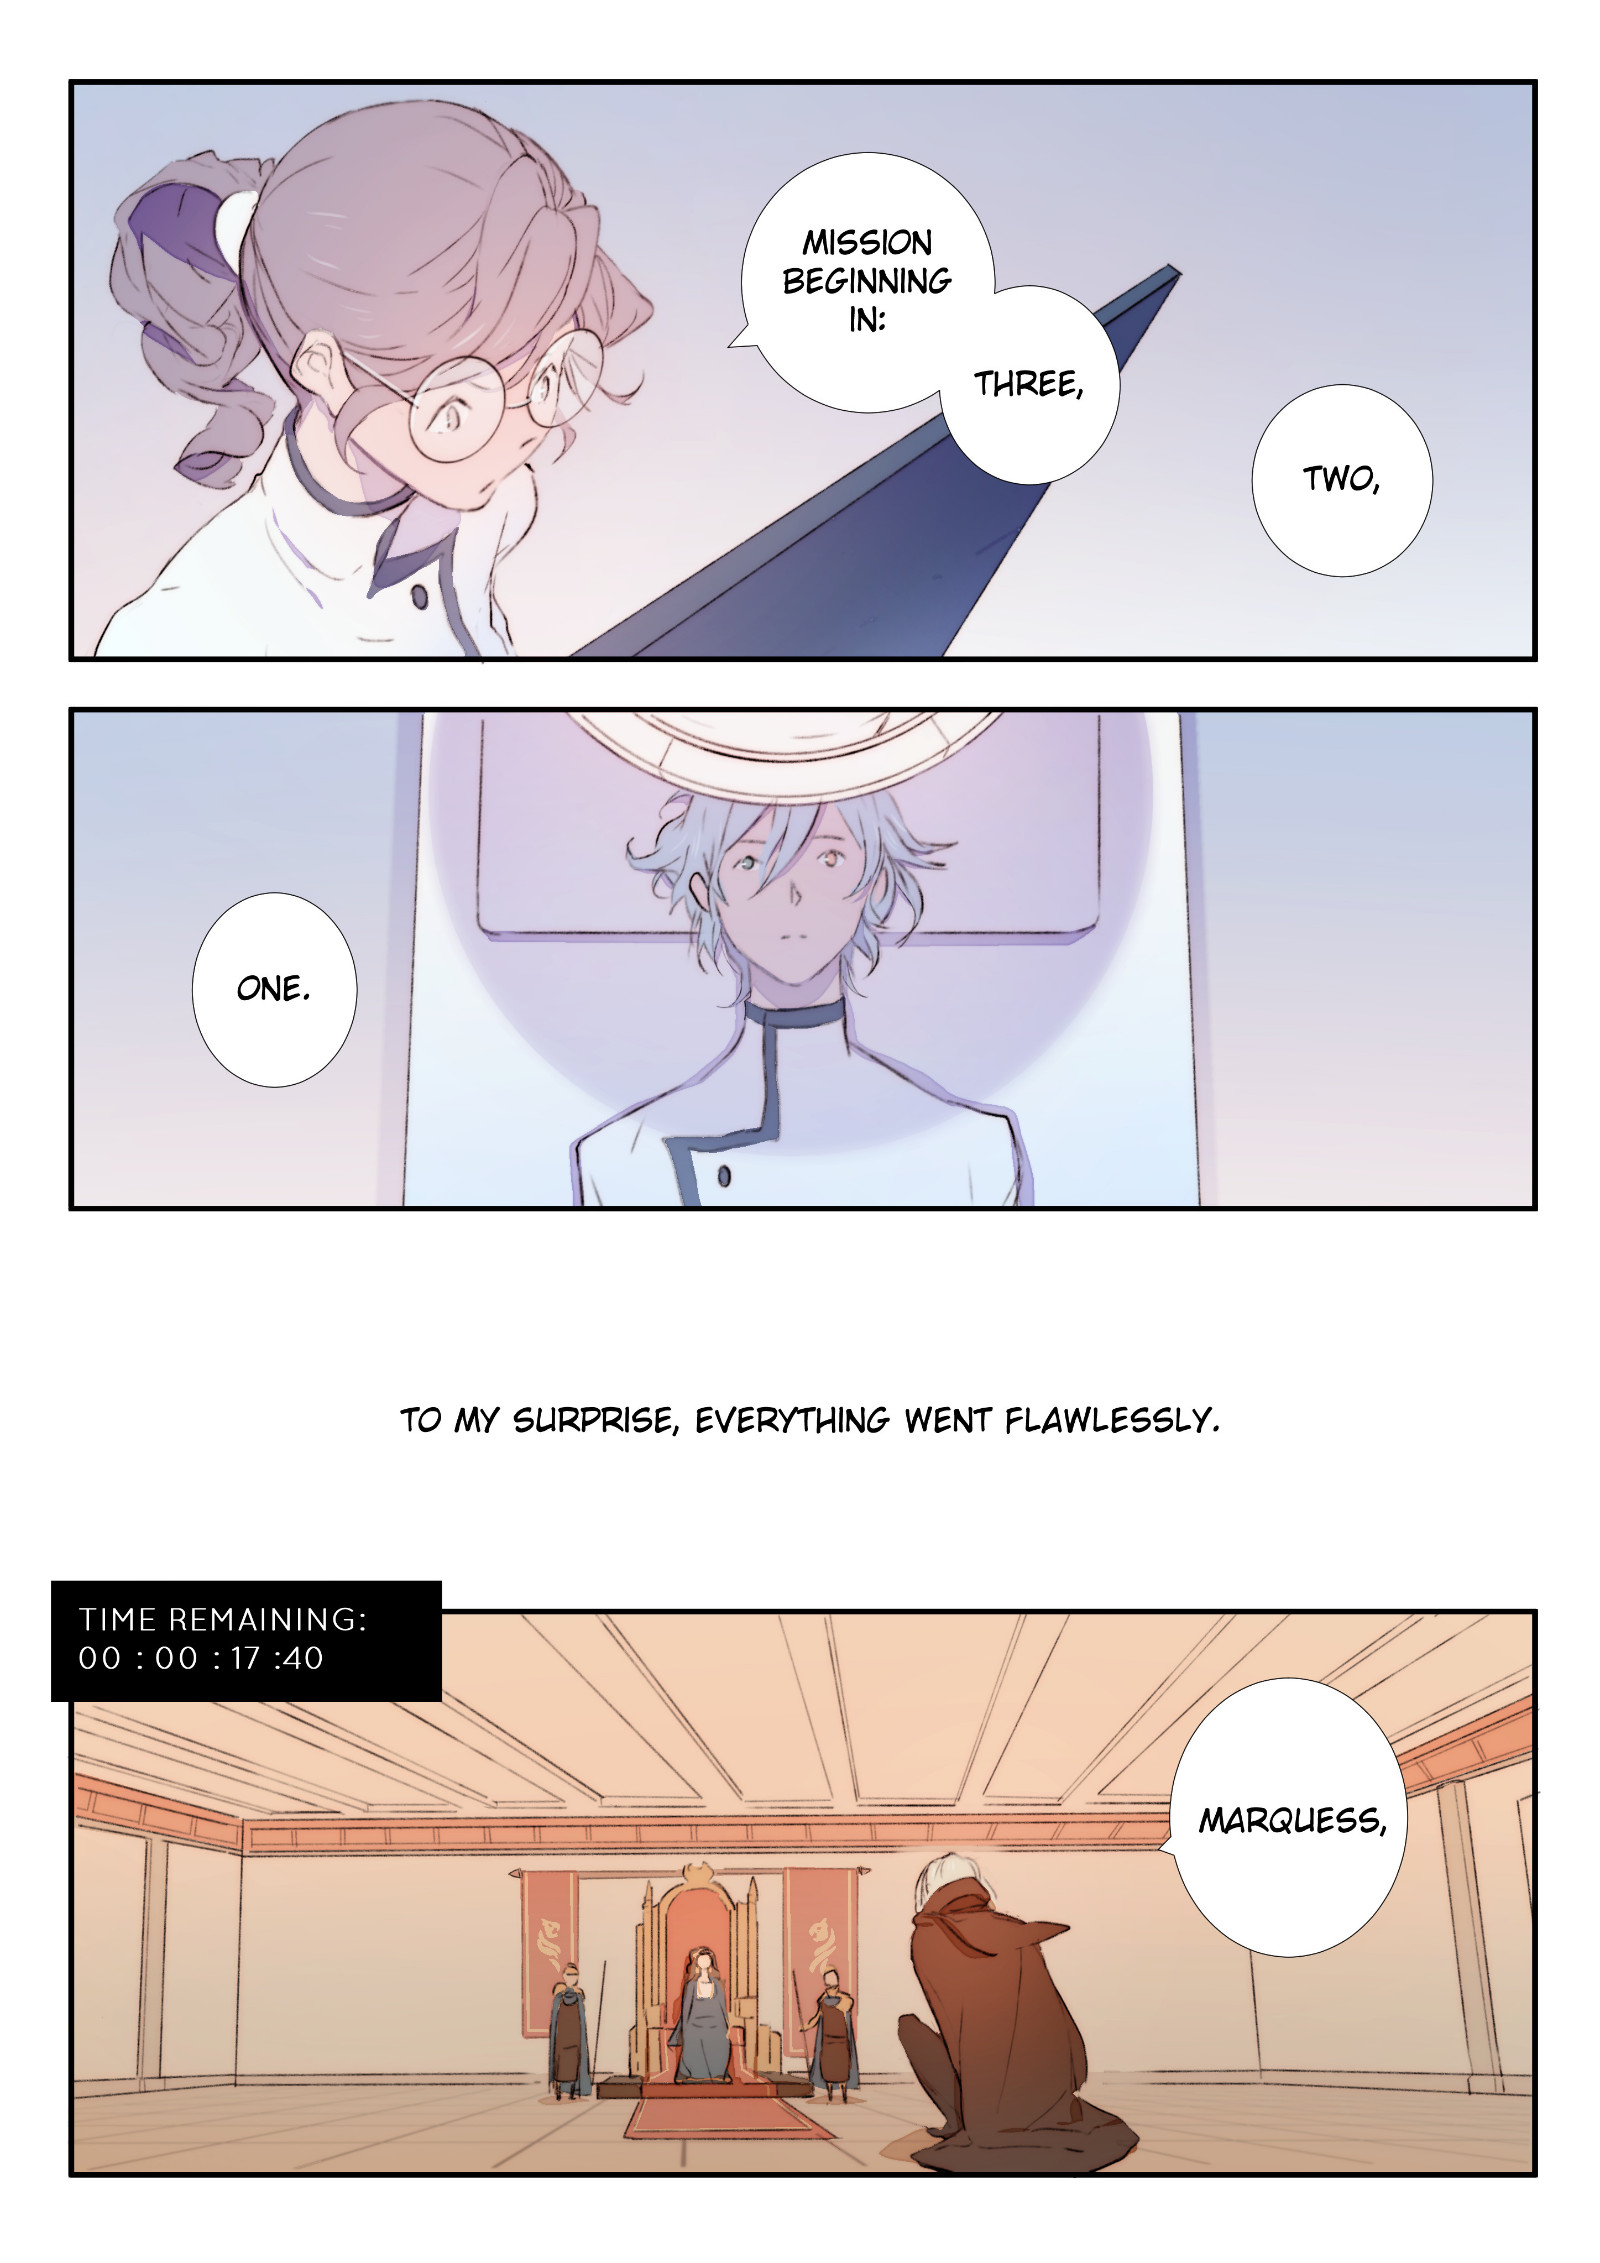 MISSION
BEGINNING
IN:
THREE,
TWO,
ONE.
TO MY SURPRISE, EVERYTHING WENT FLAWLESSLY.
TIME REMAINING:
00 : 00 : 17 :40
MARQUESS,